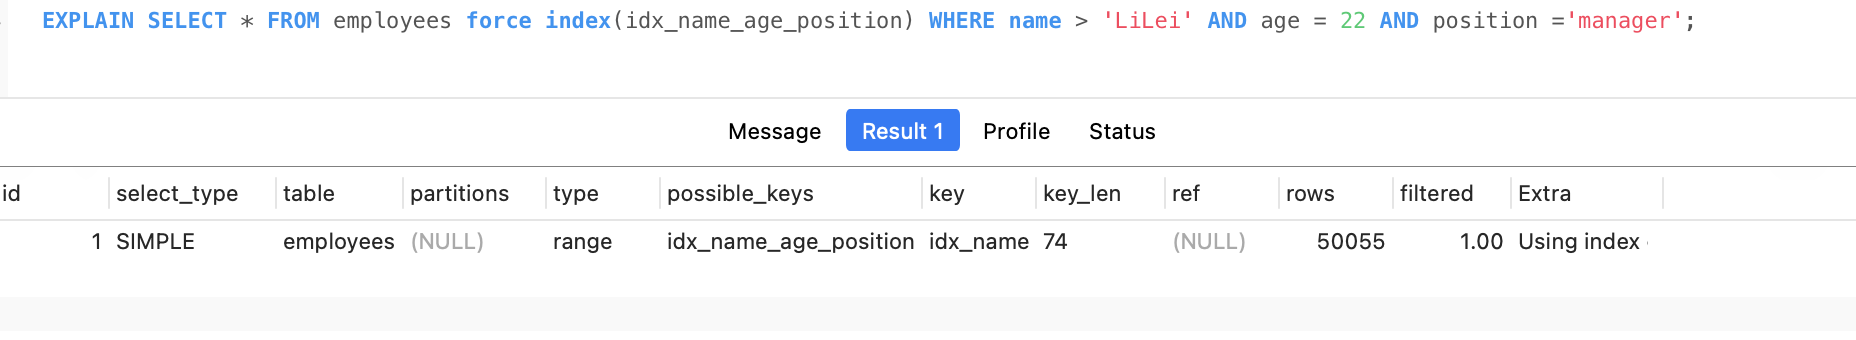 EXPLAIN SELECT * FROM employees force index(idx_name_age_position) WHERE name > 'LiLei' AND age = 22 AND position ='manager';
Message Result 1 Profile Status
id select_type table partitions type possible_keys key key_len ref rows filtered Extra
1 SIMPLE employees (NULL) range idx_name_age_position idx_name 74 (NULL) 50055 1.00 Using index